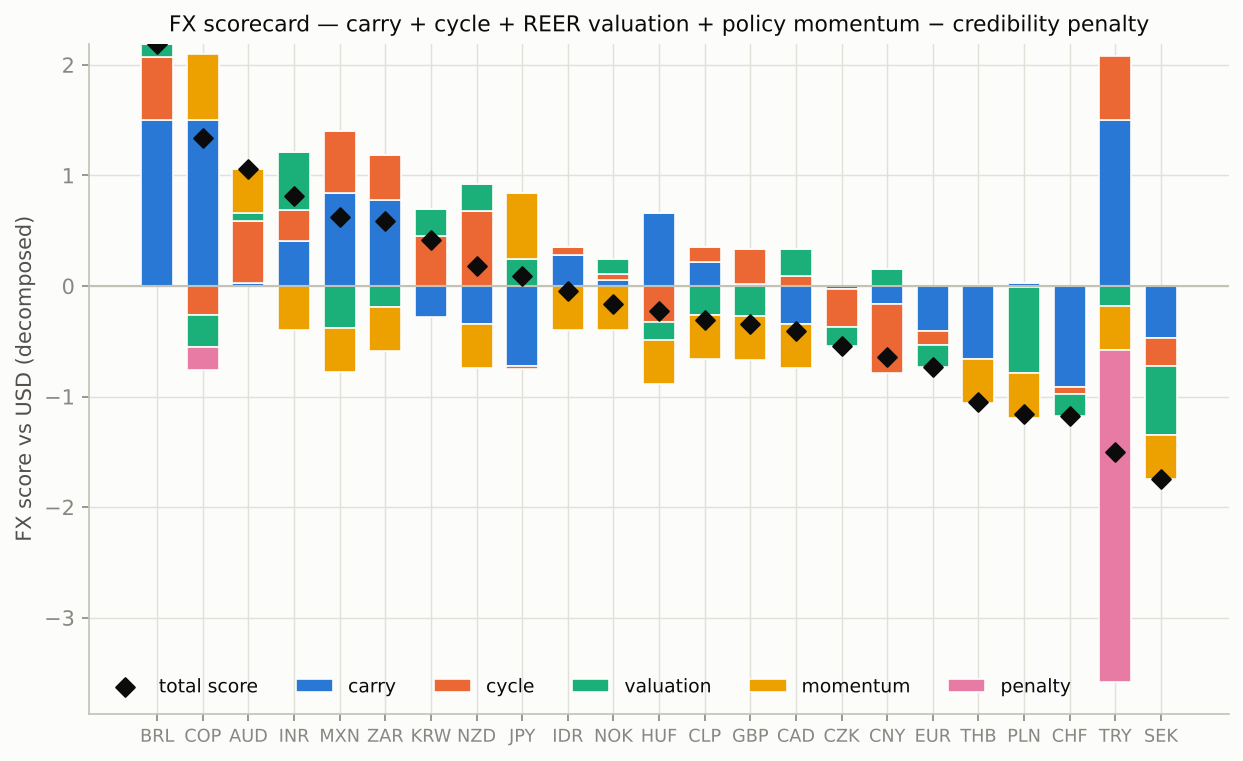 FX scorecard — carry + cycle + REER valuation + policy momentum − credibility penalty
FX score vs USD (decomposed)
2
1
0
−1
−2
−3
total score carry cycle valuation momentum penalty
BRL COP AUD INR MXN ZAR KRW NZD JPY IDR NOK HUF CLP GBP CAD CZK CNY EUR THB PLN CHF TRY SEK